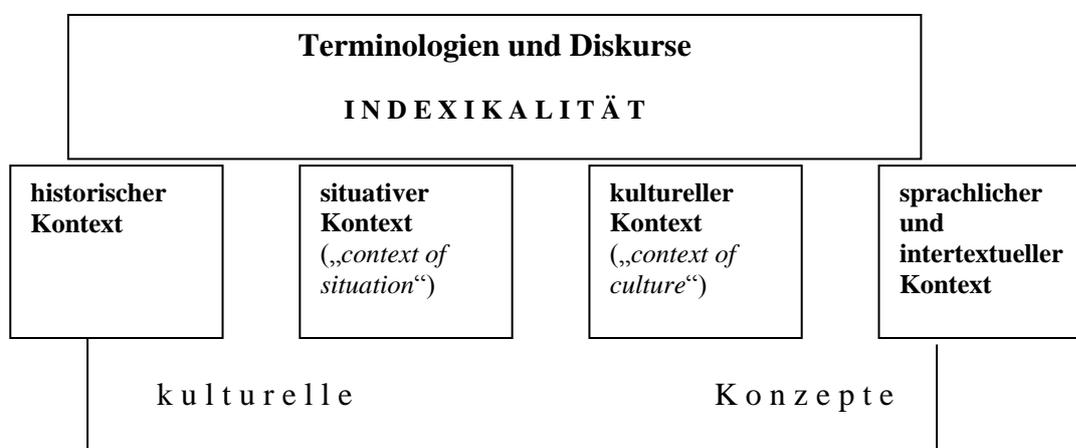 Terminologien und Diskurse
INDEXIKALITÄT
historischer
Kontext
situativer
Kontext
(„context of
situation“)
kultureller
Kontext
(„context of
culture“)
sprachlicher
und
intertextueller
Kontext
kulturelle Konzepte